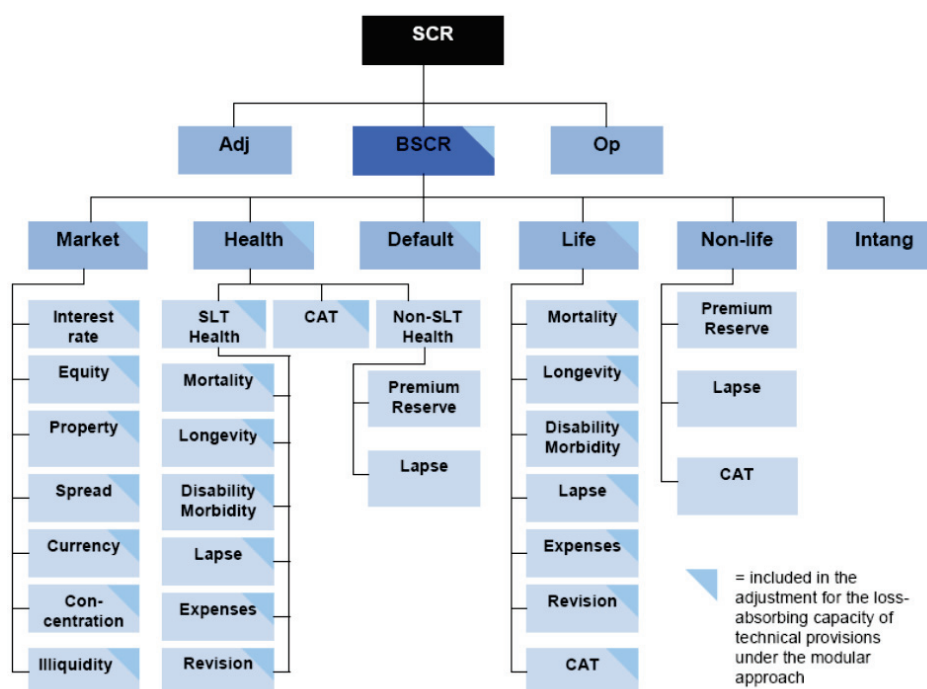 SCR
Adj
BSCR
Op
Market
Health
Default
Life
Non-life
Intang
Interest
rate
Equity
Property
Spread
Currency
Con-
centration
Illiquidity
SLT
Health
CAT
Non-SLT
Health
Mortality
Longevity
Disability
Morbidity
Lapse
Expenses
Revision
Premium
Reserve
Lapse
Mortality
Longevity
Disability
Morbidity
Lapse
Expenses
Revision
CAT
Premium
Reserve
Lapse
CAT
= included in the
adjustment for the loss-
absorbing capacity of
technical provisions
under the modular
approach